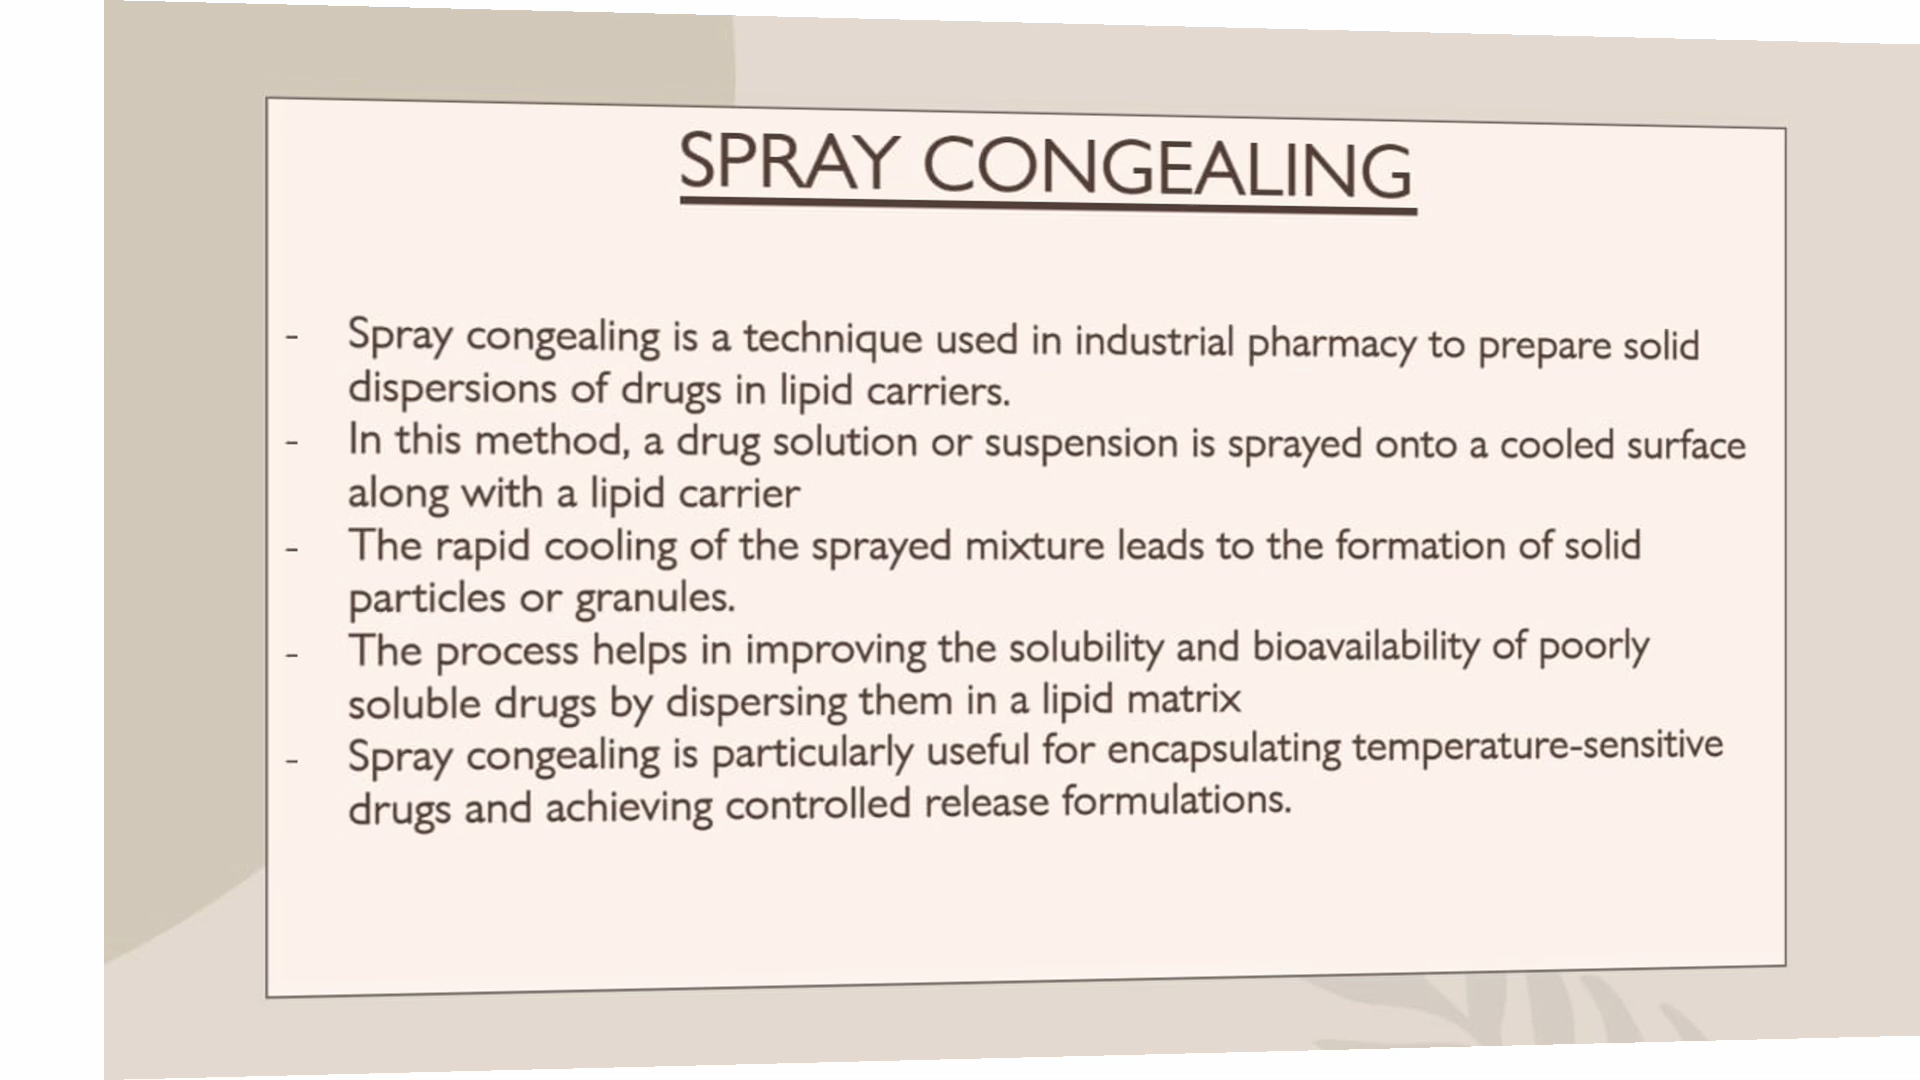 SPRAY CONGEALING
- Spray congealing is a technique used in industrial pharmacy to prepare solid
dispersions of drugs in lipid carriers.
- In this method, a drug solution or suspension is sprayed onto a cooled surface
along with a lipid carrier
- The rapid cooling of the sprayed mixture leads to the formation of solid
particles or granules.
- The process helps in improving the solubility and bioavailability of poorly
soluble drugs by dispersing them in a lipid matrix
- Spray congealing is particularly useful for encapsulating temperature-sensitive
drugs and achieving controlled release formulations.